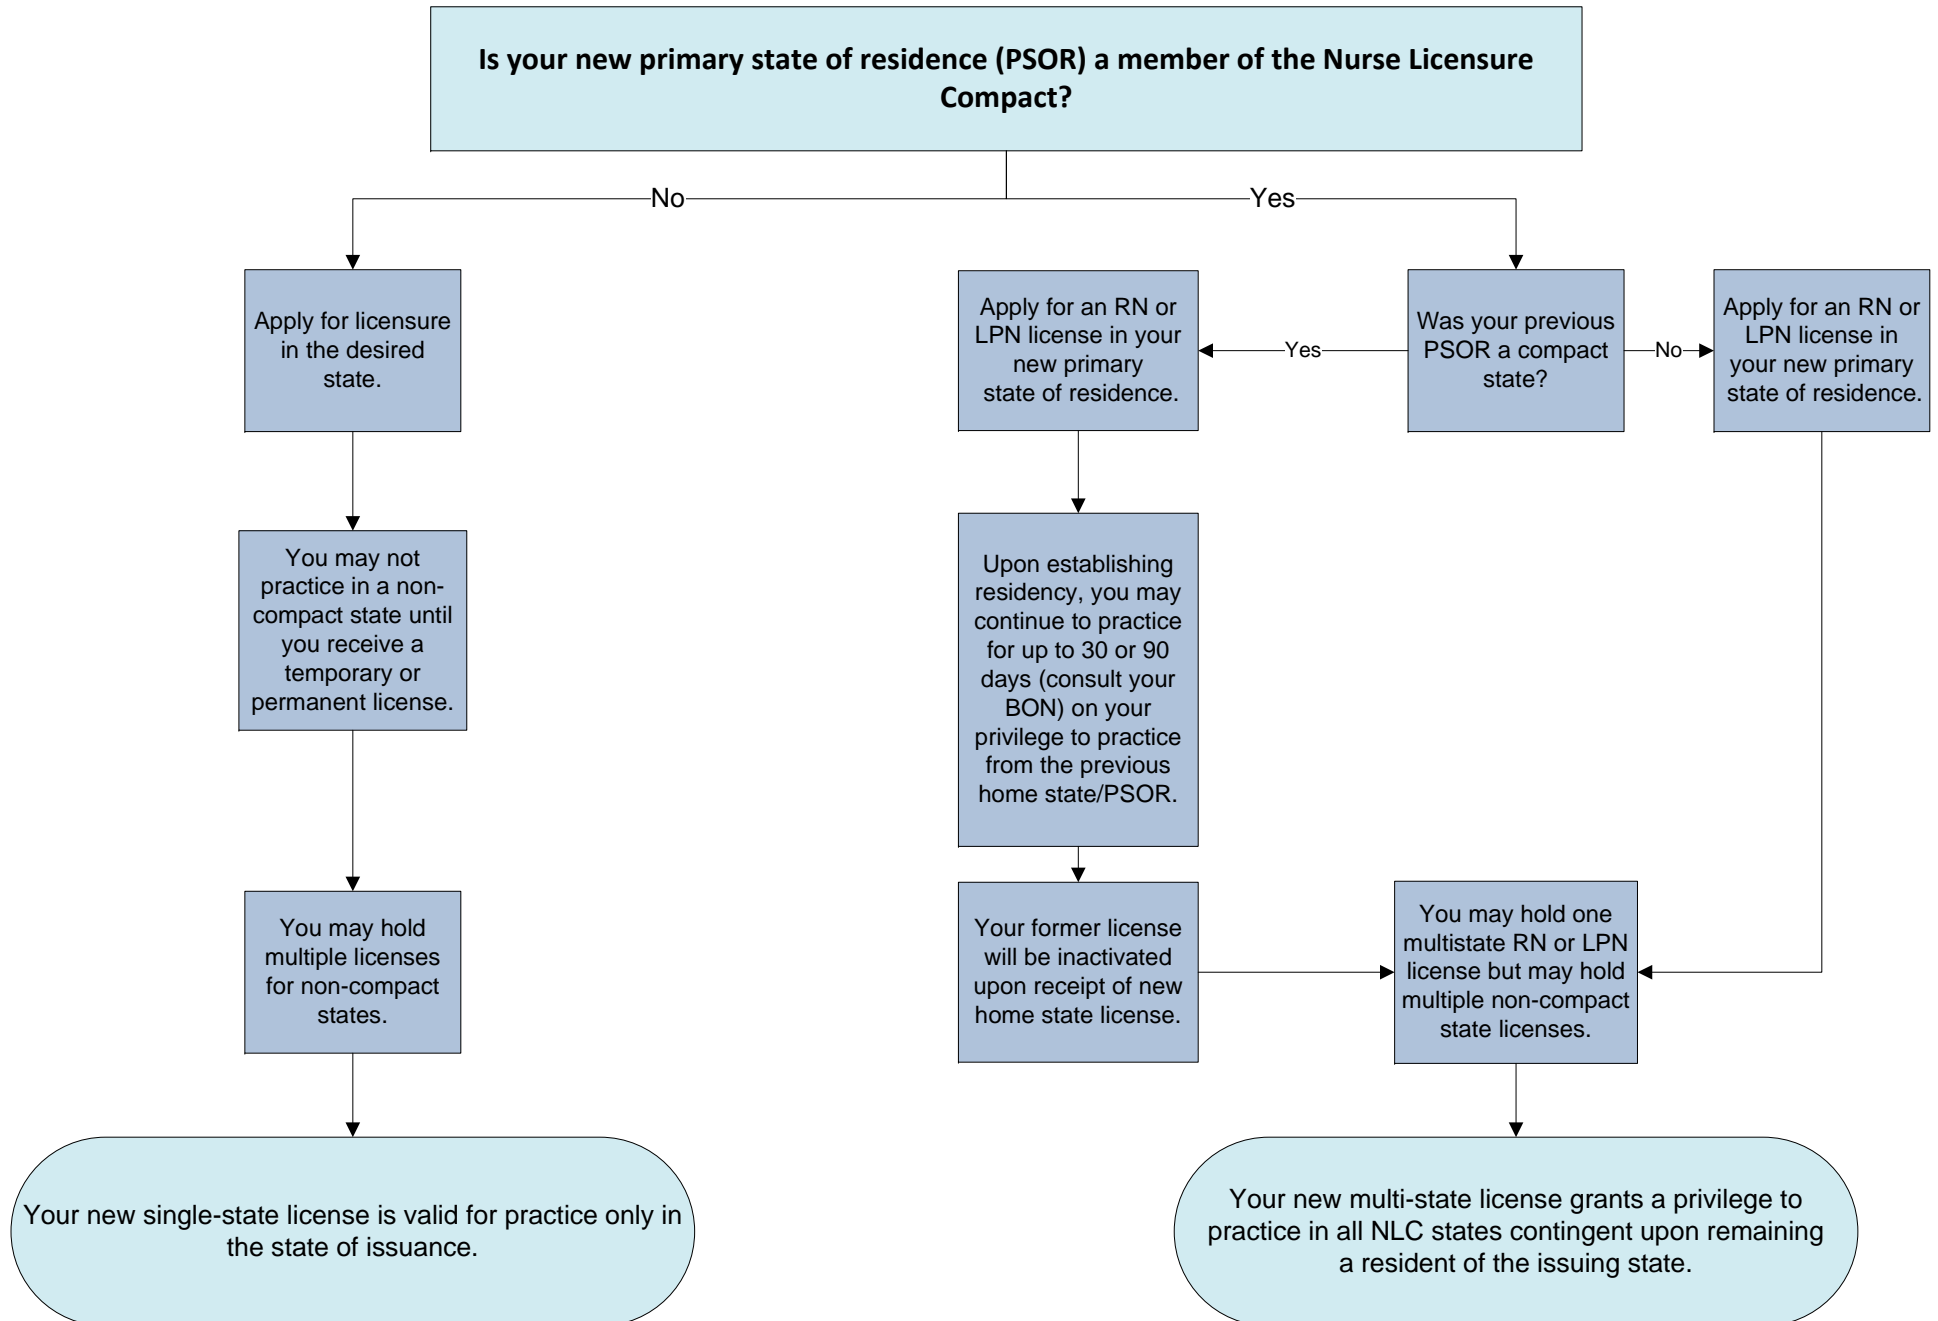 Is your new primary state of residence (PSOR) a member of the Nurse Licensure
Compact?
No
Yes
Apply for licensure
in the desired
state.
You may not
practice in a non-
compact state until
you receive a
temporary or
permanent license.
You may hold
multiple licenses
for non-compact
states.
Your new single-state license is valid for practice only in
the state of issuance.
Was your previous
PSOR a compact
state?
Yes
Apply for an RN or
LPN license in your
new primary
state of residence.
Upon establishing
residency, you may
continue to practice
for up to 30 or 90
days (consult your
BON) on your
privilege to practice
from the previous
home state/PSOR.
Your former license
will be inactivated
upon receipt of new
home state license.
No
Apply for an RN or
LPN license in
your new primary
state of residence.
You may hold one
multistate RN or LPN
license but may hold
multiple non-compact
state licenses.
Your new multi-state license grants a privilege to
practice in all NLC states contingent upon remaining
a resident of the issuing state.